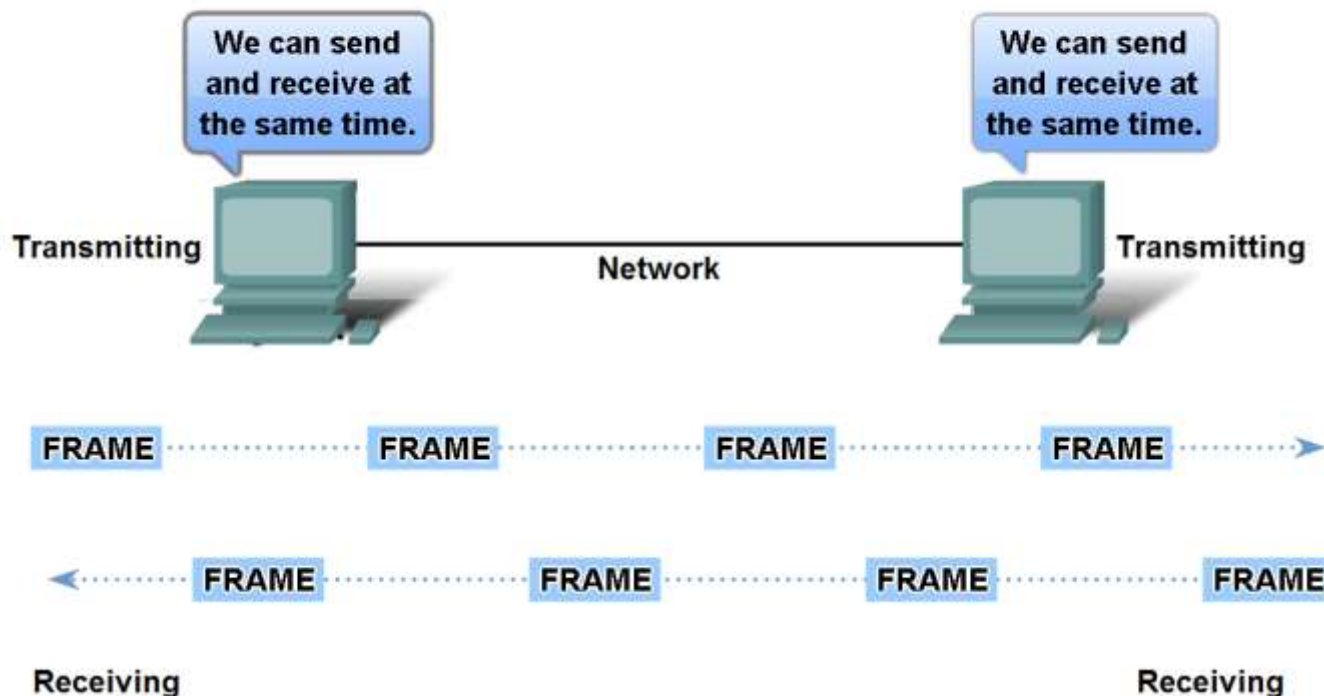 We can send
and receive at
the same time.
We can send
and receive at
the same time.
Transmitting
Network
Transmitting
FRAME FRAME FRAME FRAME
FRAME FRAME FRAME FRAME
Receiving Receiving